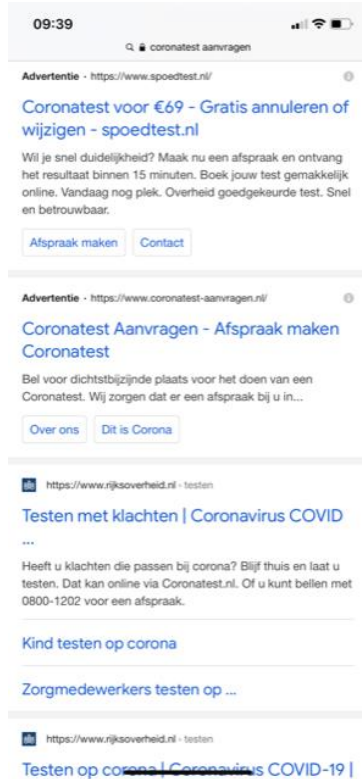 09:39
coronatest aanvragen
Advertentie · https://www.spoedtest.nl/
Coronatest voor €69 - Gratis annuleren of
wijzigen - spoedtest.nl
Wil je snel duidelijkheid? Maak nu een afspraak en ontvang
het resultaat binnen 15 minuten. Boek jouw test gemakkelijk
online. Vandaag nog plek. Overheid goedgekeurde test. Snel
en betrouwbaar.
Afspraak maken Contact
Advertentie · https://www.coronatest-aanvragen.nl/
Coronatest Aanvragen - Afspraak maken
Coronatest
Bel voor dichtstbijzijnde plaats voor het doen van een
Coronatest. Wij zorgen dat er een afspraak bij u in...
Over ons Dit is Corona
https://www.rijksoverheid.nl › testen
Testen met klachten | Coronavirus COVID
...
Heeft u klachten die passen bij corona? Blijf thuis en laat u
testen. Dat kan online via Coronatest.nl. Of u kunt bellen met
0800-1202 voor een afspraak.
Kind testen op corona
Zorgmedewerkers testen op ...
https://www.rijksoverheid.nl › testen
Testen op corona | Coronavirus COVID-19 |